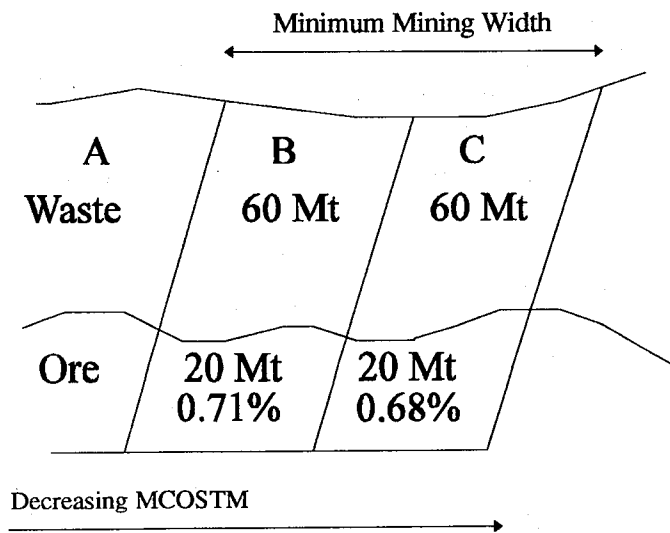 Minimum Mining Width
A B C
Waste 60 Mt 60 Mt
Ore 20 Mt 20 Mt
0.71% 0.68%
Decreasing MCOSTM